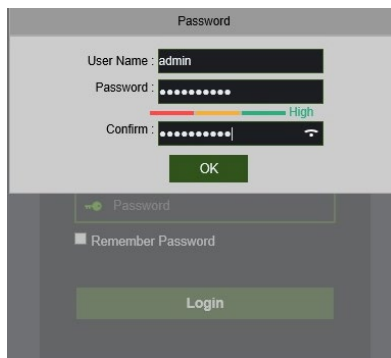 Password
User Name : admin
Password : ••••••••••
High
Confirm : ••••••••••
OK
Password
Remember Password
Login